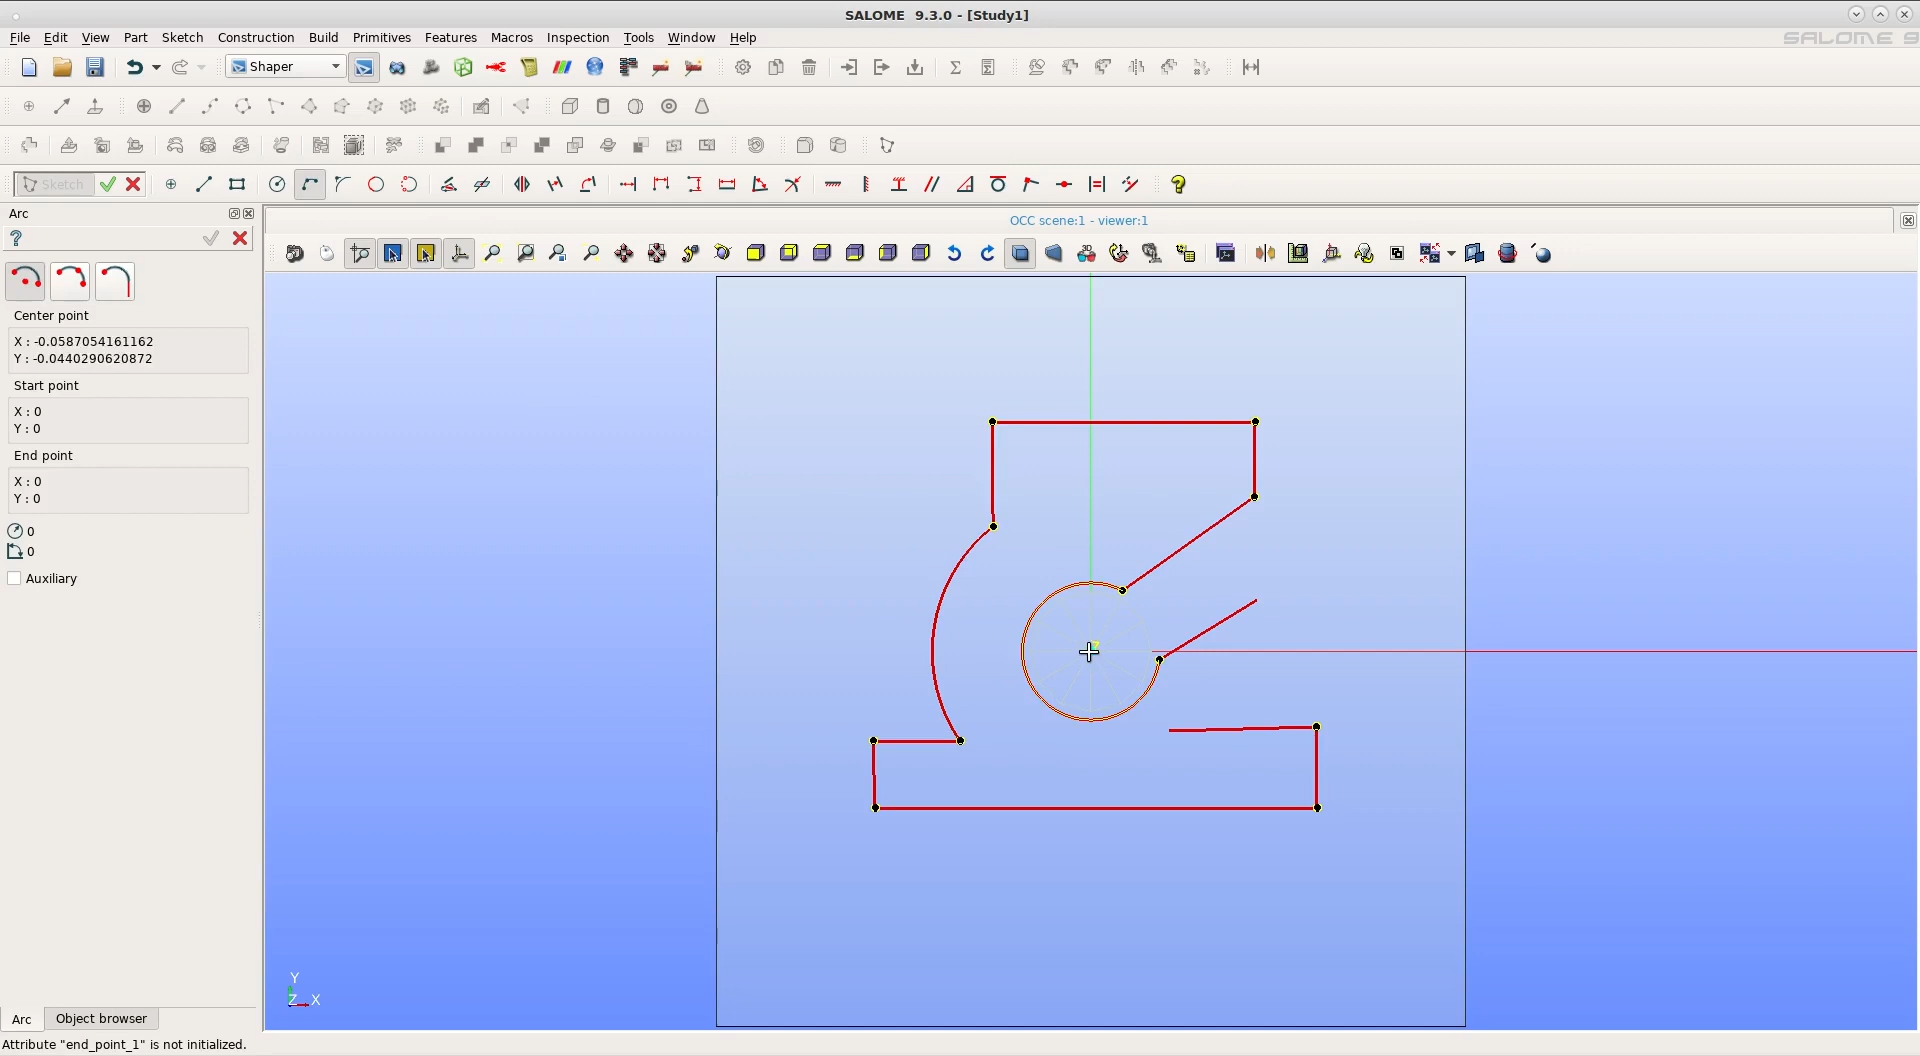 SALOME 9.3.0 - [Study1]
File Edit View Part Sketch Construction Build Primitives Features Macros Inspection Tools Window Help
SALOME 9
Shaper
Sketch
Arc
OCC scene:1 - viewer:1
Center point
X : -0.0587054161162
Y : -0.0440290620872
Start point
X : 0
Y : 0
End point
X : 0
Y : 0
0
0
Auxiliary
Y
Z X
Arc Object browser
Attribute "end_point_1" is not initialized.